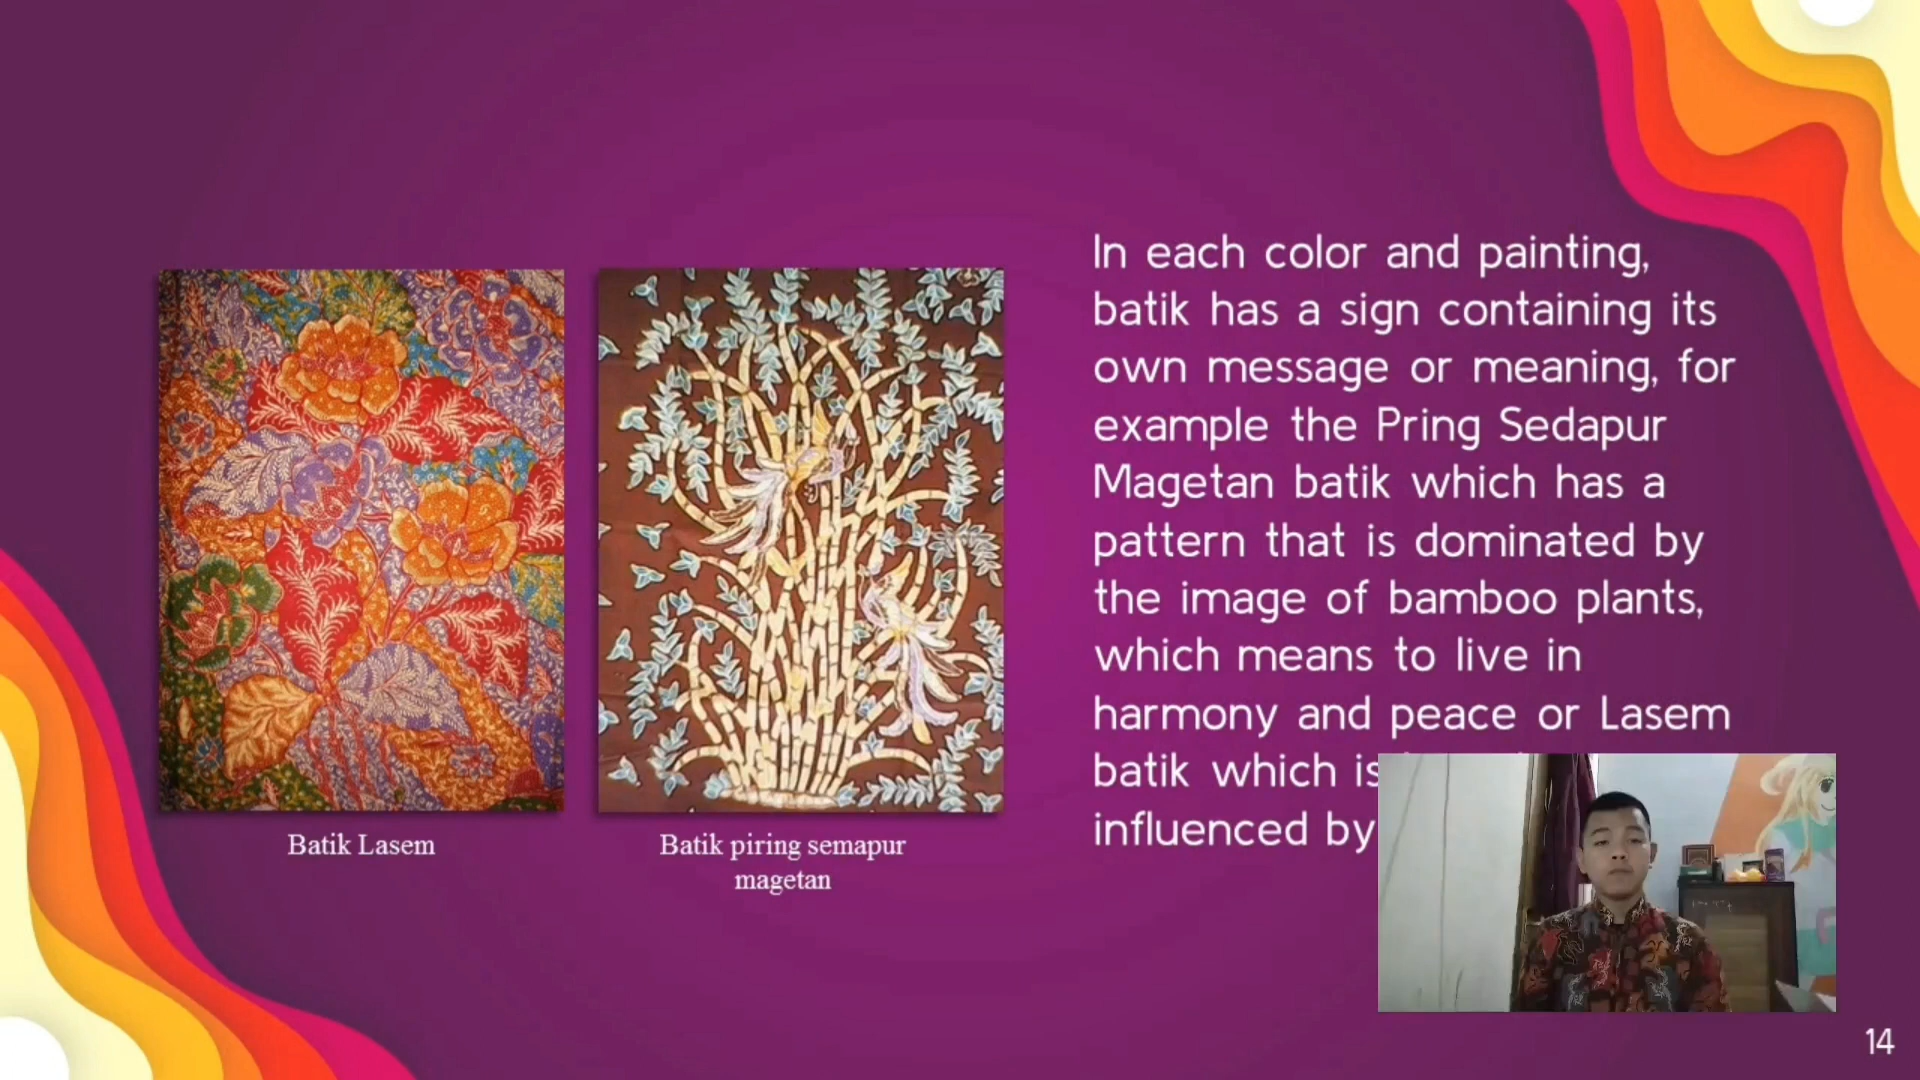 In each color and painting,
batik has a sign containing its
own message or meaning, for
example the Pring Sedapur
Magetan batik which has a
pattern that is dominated by
the image of bamboo plants,
which means to live in
harmony and peace or Lasem
batik which is
influenced by
Batik Lasem
Batik piring semapur
magetan
14